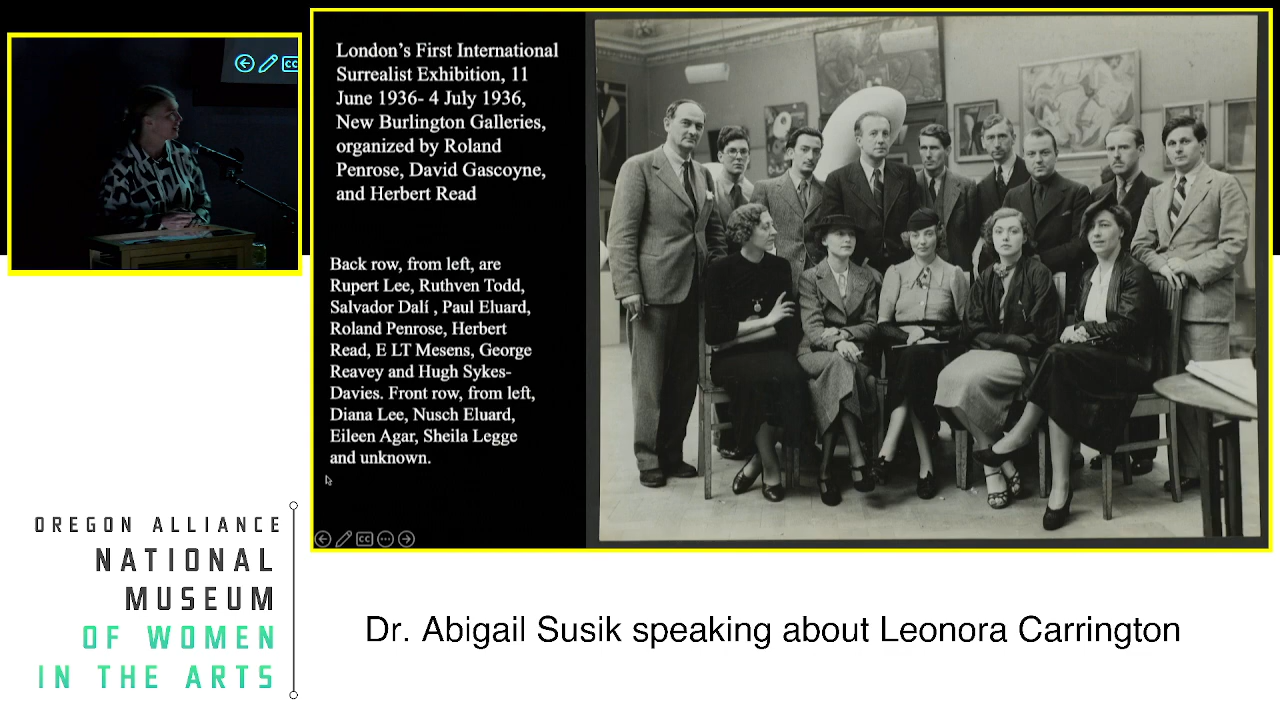 London's First International
Surrealist Exhibition, 11
June 1936- 4 July 1936,
New Burlington Galleries,
organized by Roland
Penrose, David Gascoyne,
and Herbert Read
Back row, from left, are
Rupert Lee, Ruthven Todd,
Salvador Dalí , Paul Eluard,
Roland Penrose, Herbert
Read, E LT Mesens, George
Reavey and Hugh Sykes-
Davies. Front row, from left,
Diana Lee, Nusch Eluard,
Eileen Agar, Sheila Legge
and unknown.
CC
CC
OREGON ALLIANCE
NATIONAL
MUSEUM
OF WOMEN
IN THE ARTS
Dr. Abigail Susik speaking about Leonora Carrington